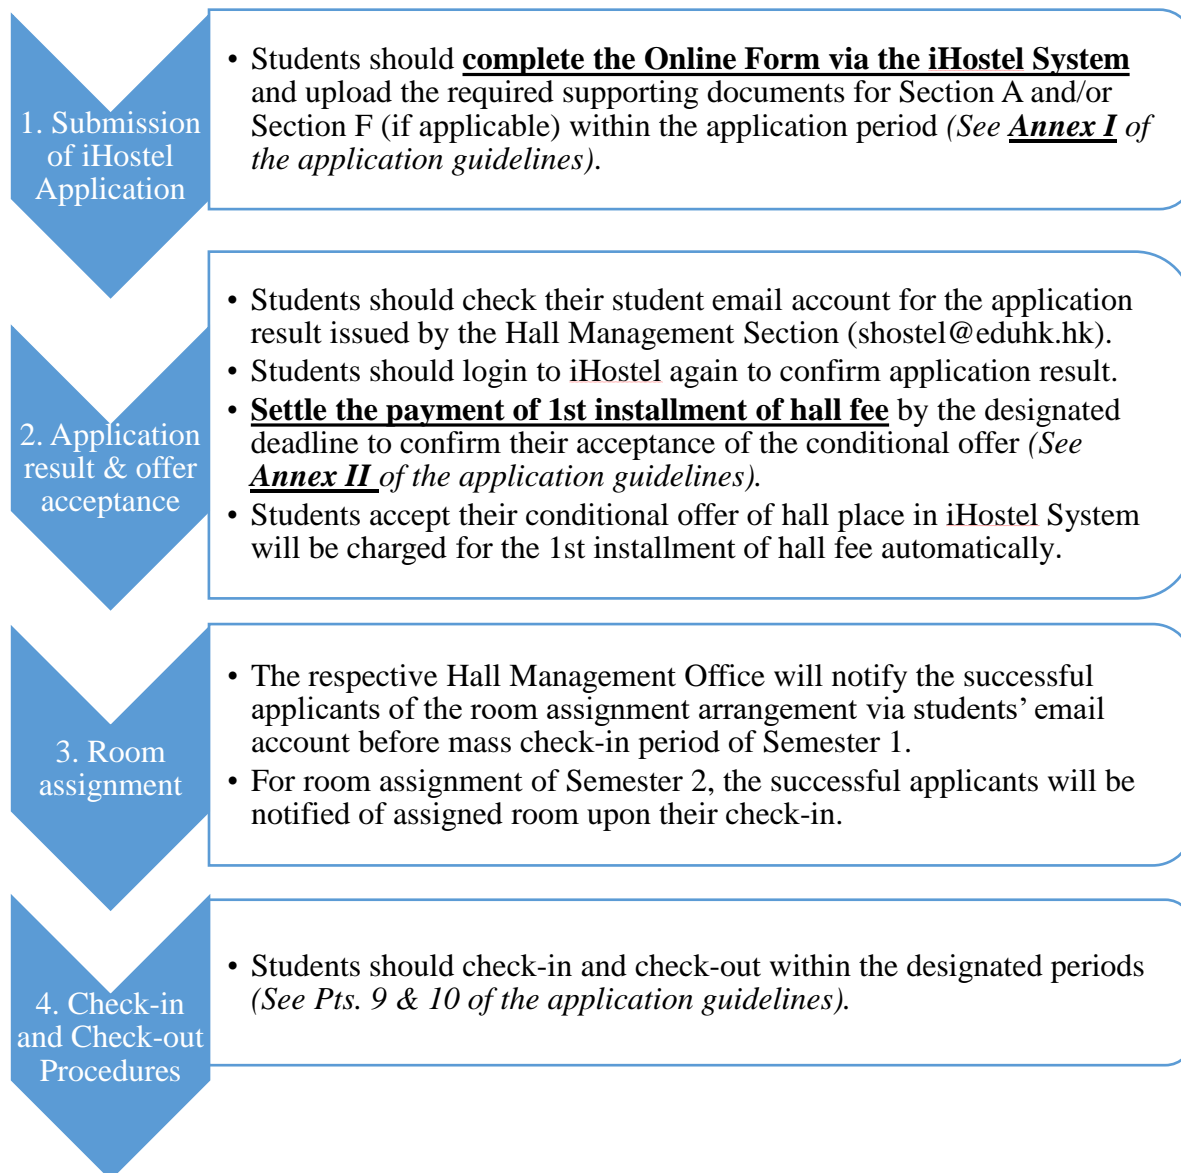 1. Submission
of iHostel
Application
• Students should complete the Online Form via the iHostel System
and upload the required supporting documents for Section A and/or
Section F (if applicable) within the application period (See Annex I of
the application guidelines).
2. Application
result & offer
acceptance
• Students should check their student email account for the application
result issued by the Hall Management Section (shostel@eduhk.hk).
• Students should login to iHostel again to confirm application result.
• Settle the payment of 1st installment of hall fee by the designated
deadline to confirm their acceptance of the conditional offer (See
Annex II of the application guidelines).
• Students accept their conditional offer of hall place in iHostel System
will be charged for the 1st installment of hall fee automatically.
3. Room
assignment
• The respective Hall Management Office will notify the successful
applicants of the room assignment arrangement via students’ email
account before mass check-in period of Semester 1.
• For room assignment of Semester 2, the successful applicants will be
notified of assigned room upon their check-in.
4. Check-in
and Check-out
Procedures
• Students should check-in and check-out within the designated periods
(See Pts. 9 & 10 of the application guidelines).